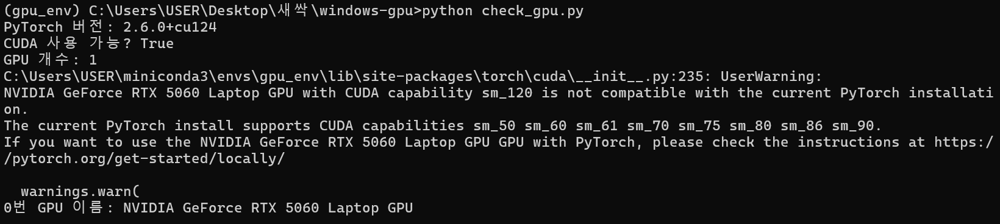 (gpu_env) C:\Users\USER\Desktop\새싹\windows-gpu>python check_gpu.py
PyTorch 버전: 2.6.0+cu124
CUDA 사용 가능? True
GPU 개수: 1
C:\Users\USER\miniconda3\envs\gpu_env\lib\site-packages\torch\cuda\__init__.py:235: UserWarning:
NVIDIA GeForce RTX 5060 Laptop GPU with CUDA capability sm_120 is not compatible with the current PyTorch installati
on.
The current PyTorch install supports CUDA capabilities sm_50 sm_60 sm_61 sm_70 sm_75 sm_80 sm_86 sm_90.
If you want to use the NVIDIA GeForce RTX 5060 Laptop GPU GPU with PyTorch, please check the instructions at https:/
/pytorch.org/get-started/locally/
  warnings.warn(
0번 GPU 이름: NVIDIA GeForce RTX 5060 Laptop GPU